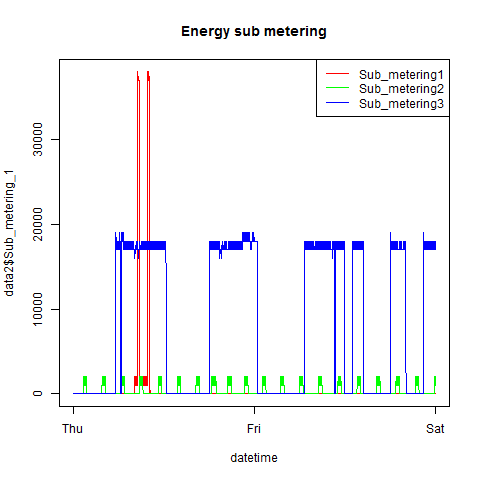 Energy sub metering
Sub_metering1
Sub_metering2
Sub_metering3
data2$Sub_metering_1
30000
20000
10000
0
Thu
Fri
Sat
datetime